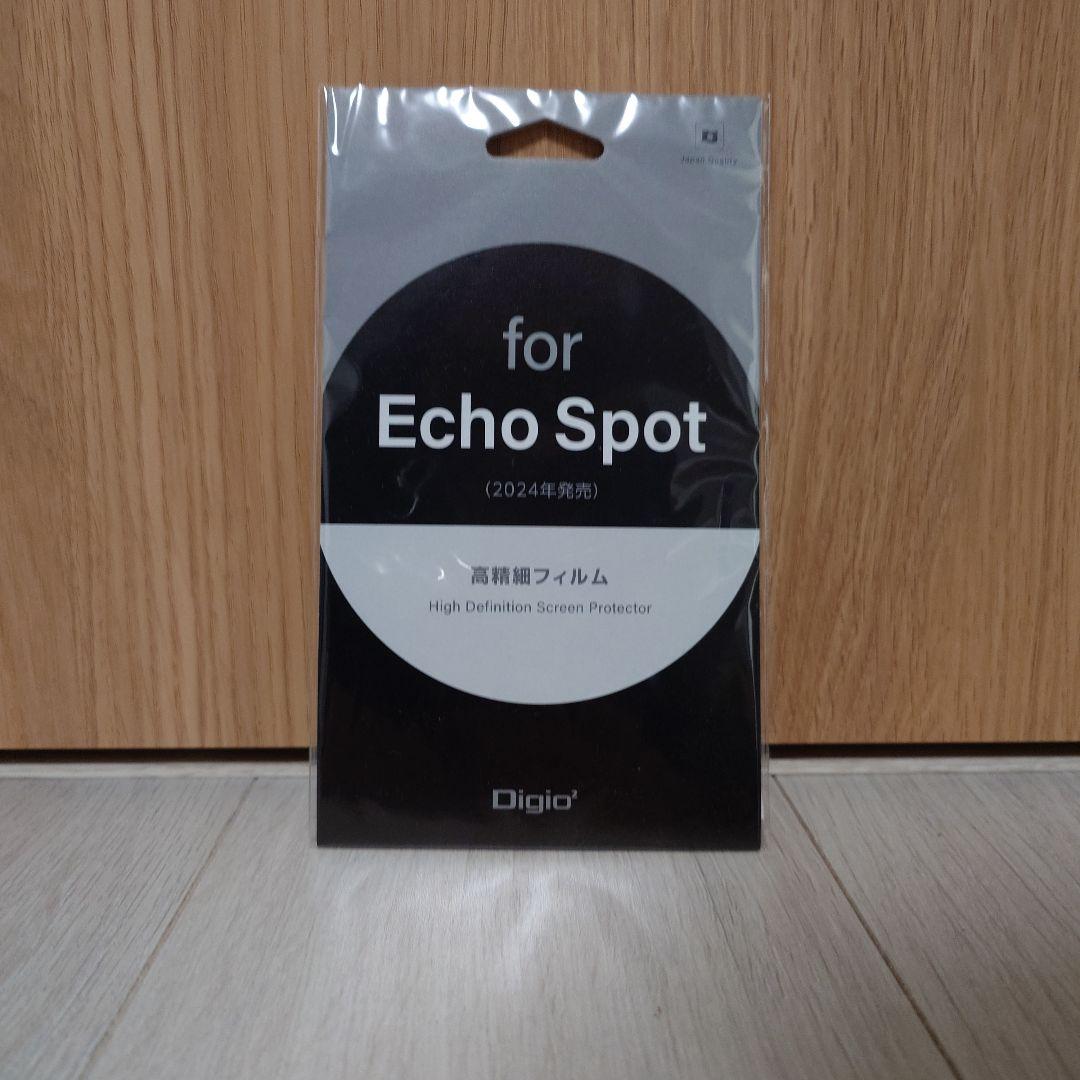 Japan Quality
for
Echo Spot
(2024年発売)
高精細フィルム
High Definition Screen Protector
Digio²